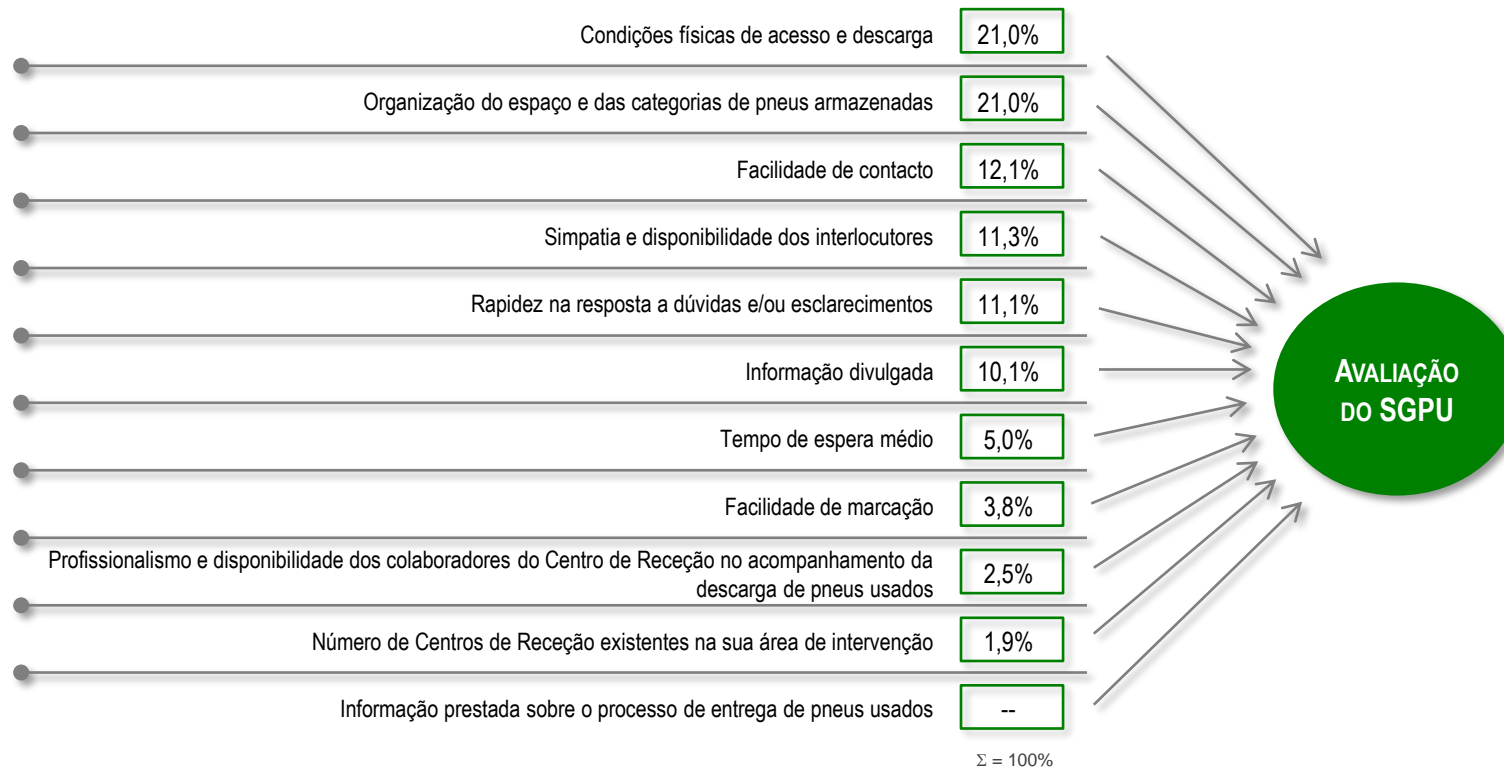 Condições físicas de acesso e descarga 21,0%
Organização do espaço e das categorias de pneus armazenadas 21,0%
Facilidade de contacto 12,1%
Simpatia e disponibilidade dos interlocutores 11,3%
Rapidez na resposta a dúvidas e/ou esclarecimentos 11,1%
Informação divulgada 10,1%
Tempo de espera médio 5,0%
Facilidade de marcação 3,8%
Profissionalismo e disponibilidade dos colaboradores do Centro de Receção no acompanhamento da
descarga de pneus usados 2,5%
Número de Centros de Receção existentes na sua área de intervenção 1,9%
Informação prestada sobre o processo de entrega de pneus usados --
Σ = 100%
AVALIAÇÃO
DO SGPU